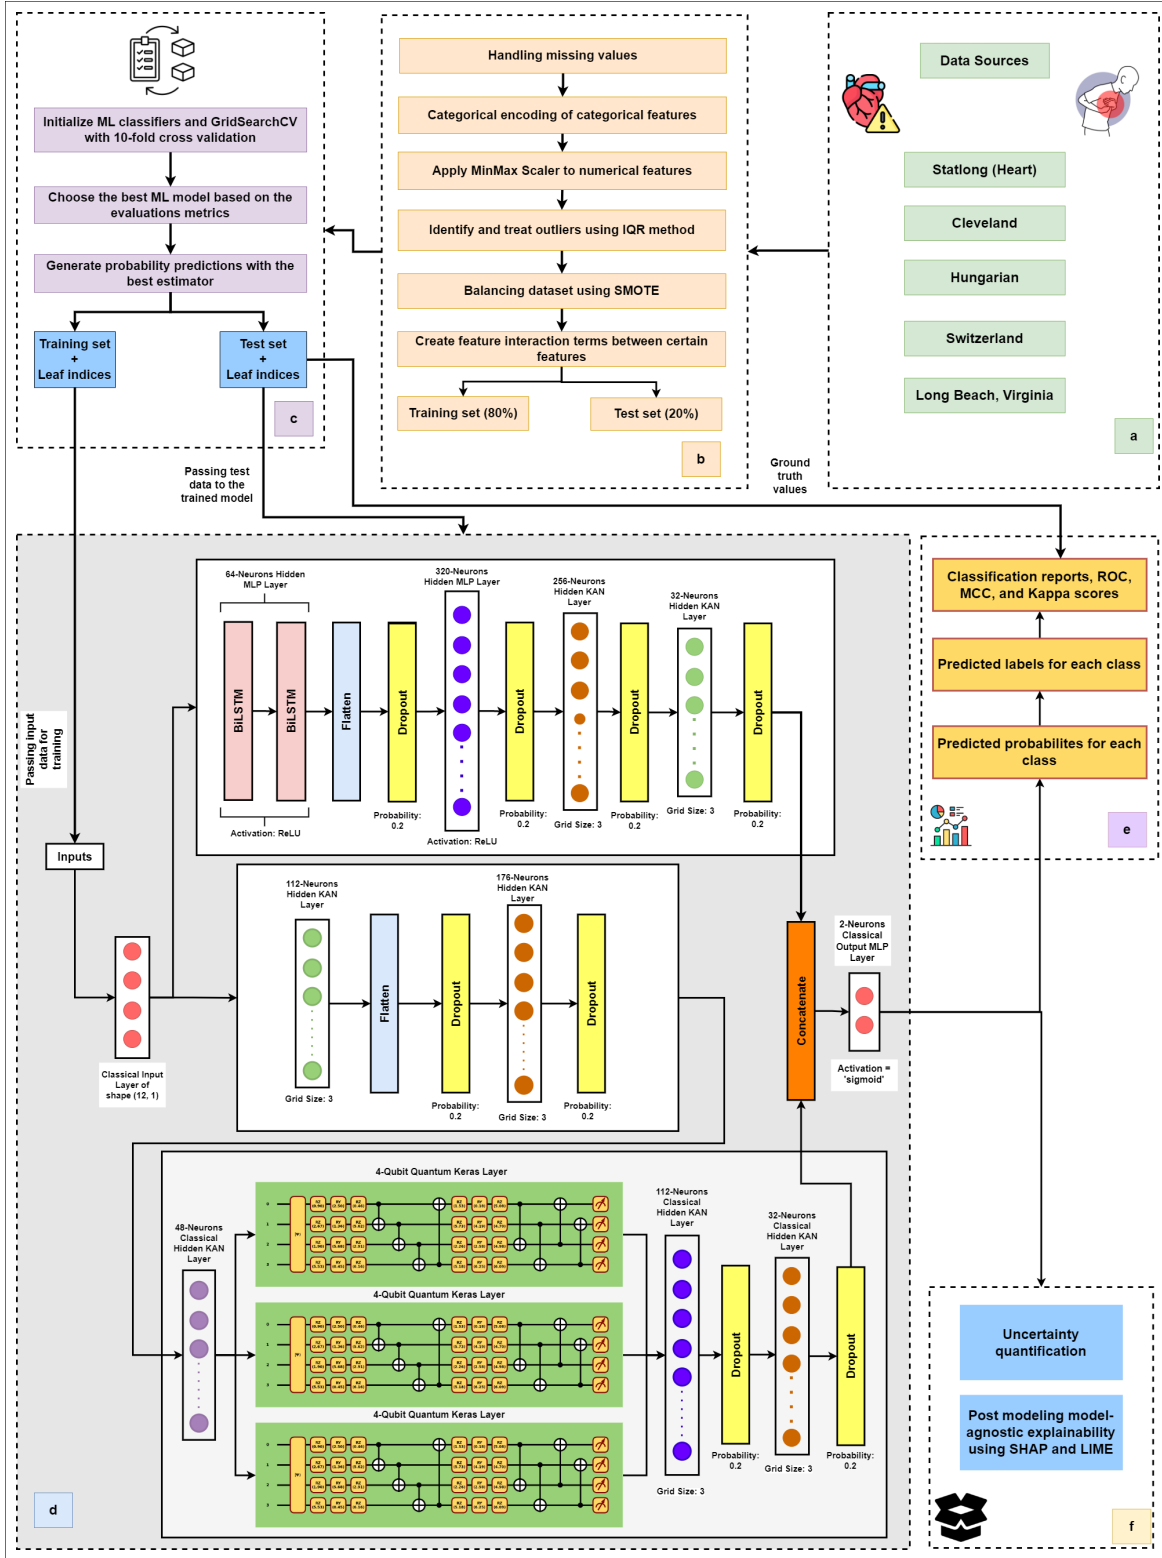 Initialize ML classifiers and GridSearchCV
with 10-fold cross validation
Choose the best ML model based on the
evaluations metrics
Generate probability predictions with the
best estimator
Training set
+
Leaf indices
Test set
+
Leaf indices
c
Handling missing values
Categorical encoding of categorical features
Apply MinMax Scaler to numerical features
Identify and treat outliers using IQR method
Balancing dataset using SMOTE
Create feature interaction terms between certain
features
Training set (80%)
Test set (20%)
b
Data Sources
Statlong (Heart)
Cleveland
Hungarian
Switzerland
Long Beach, Virginia
a
Passing test
data to the
trained model
Ground
truth
values
Passing input
data for
training
Inputs
Classical Input
Layer of
shape (12, 1)
64-Neurons Hidden
MLP Layer
BiLSTM
BiLSTM
Activation: ReLU
Flatten
Dropout
Probability:
0.2
320-Neurons
Hidden MLP Layer
Activation: ReLU
Dropout
Probability:
0.2
256-Neurons
Hidden KAN
Layer
Grid Size: 3
Dropout
Probability:
0.2
32-Neurons
Hidden KAN
Layer
Grid Size: 3
Dropout
Probability:
0.2
112-Neurons
Hidden KAN
Layer
Grid Size: 3
Flatten
Dropout
Probability:
0.2
176-Neurons
Hidden KAN
Layer
Grid Size: 3
Dropout
Probability:
0.2
Concatenate
2-Neurons
Classical
Output MLP
Layer
Activation =
'sigmoid'
48-Neurons
Classical
Hidden KAN
Layer
4-Qubit Quantum Keras Layer
4-Qubit Quantum Keras Layer
4-Qubit Quantum Keras Layer
112-Neurons
Classical
Hidden KAN
Layer
Grid Size: 3
Dropout
Probability:
0.2
32-Neurons
Classical
Hidden KAN
Layer
Grid Size: 3
Dropout
Probability:
0.2
d
Classification reports, ROC,
MCC, and Kappa scores
Predicted labels for each class
Predicted probabilites for each
class
e
Uncertainty
quantification
Post modeling model-
agnostic explainability
using SHAP and LIME
f